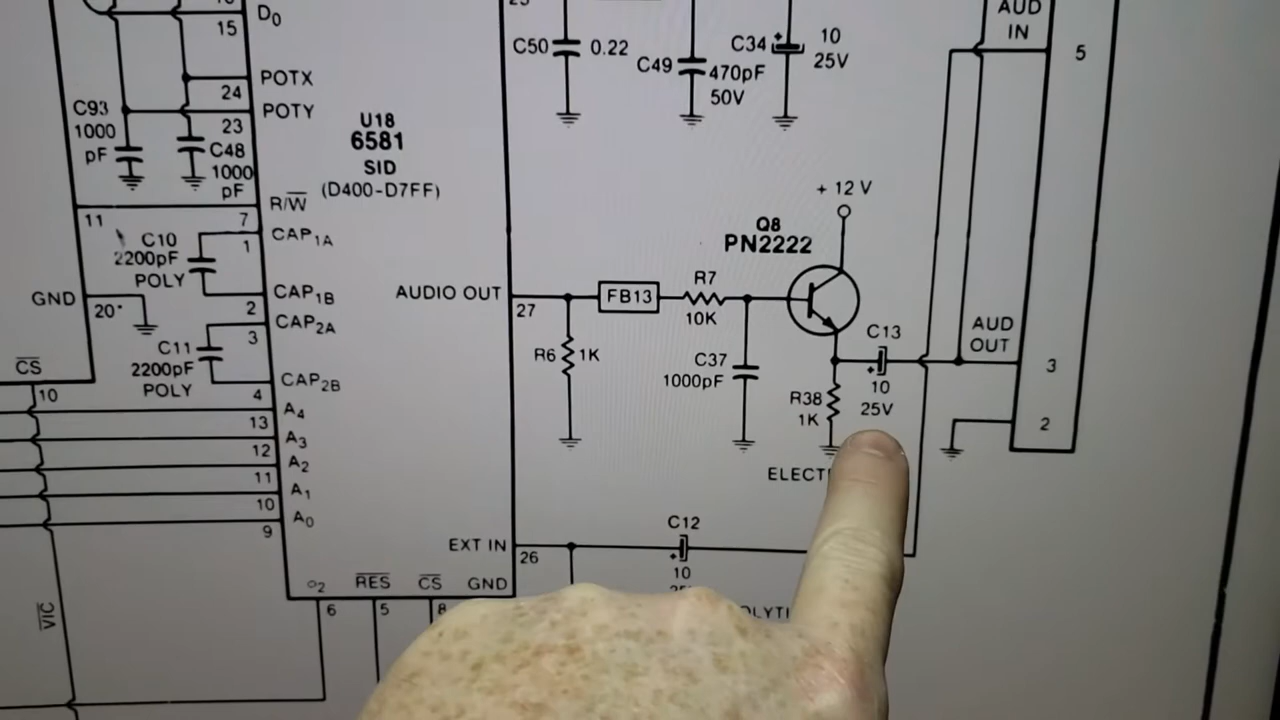 D0
15
POTX
24
POTY
23
C93
1000
pF
C48
1000
pF
U18
6581
SID
(D400-D7FF)
R/W
11
7
CAP1A
1
C10
2200pF
POLY
CAP1B
2
GND
20
CAP2A
3
C11
2200pF
POLY
CAP2B
4
CS
10
A4
13
A3
12
A2
11
A1
10
A0
9
VIC
AUDIO OUT
27
EXT IN
26
ø2
RES
CS
GND
6
5
8
C50
0.22
C49
470pF
50V
C34
+
10
25V
AUD
IN
5
+ 12 V
Q8
PN2222
FB13
R7
10K
R6
1K
C37
1000pF
C13
+
10
25V
R38
1K
AUD
OUT
3
2
C12
+
10